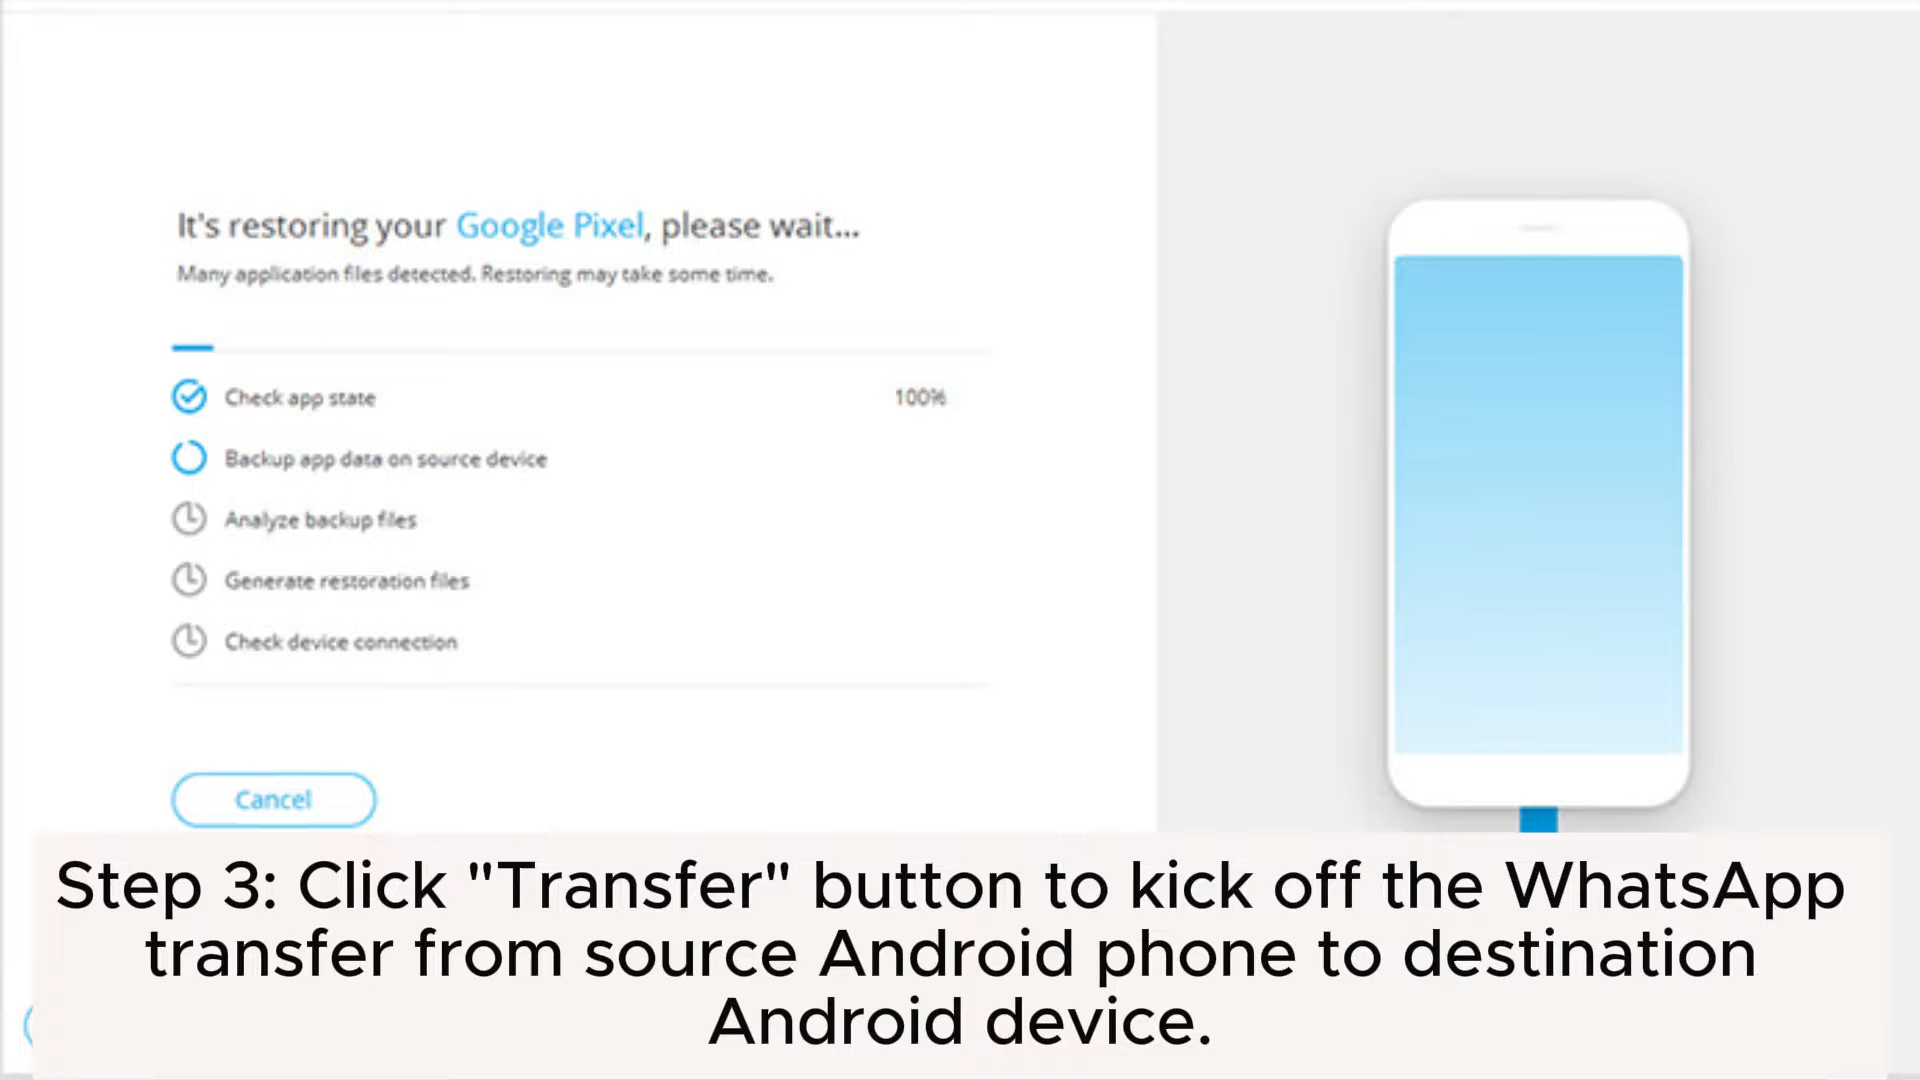 It's restoring your Google Pixel, please wait...
Many application files detected. Restoring may take some time.
Check app state 100%
Backup app data on source device
Analyze backup files
Generate restoration files
Check device connection
Cancel
Step 3: Click "Transfer" button to kick off the WhatsApp
transfer from source Android phone to destination
Android device.